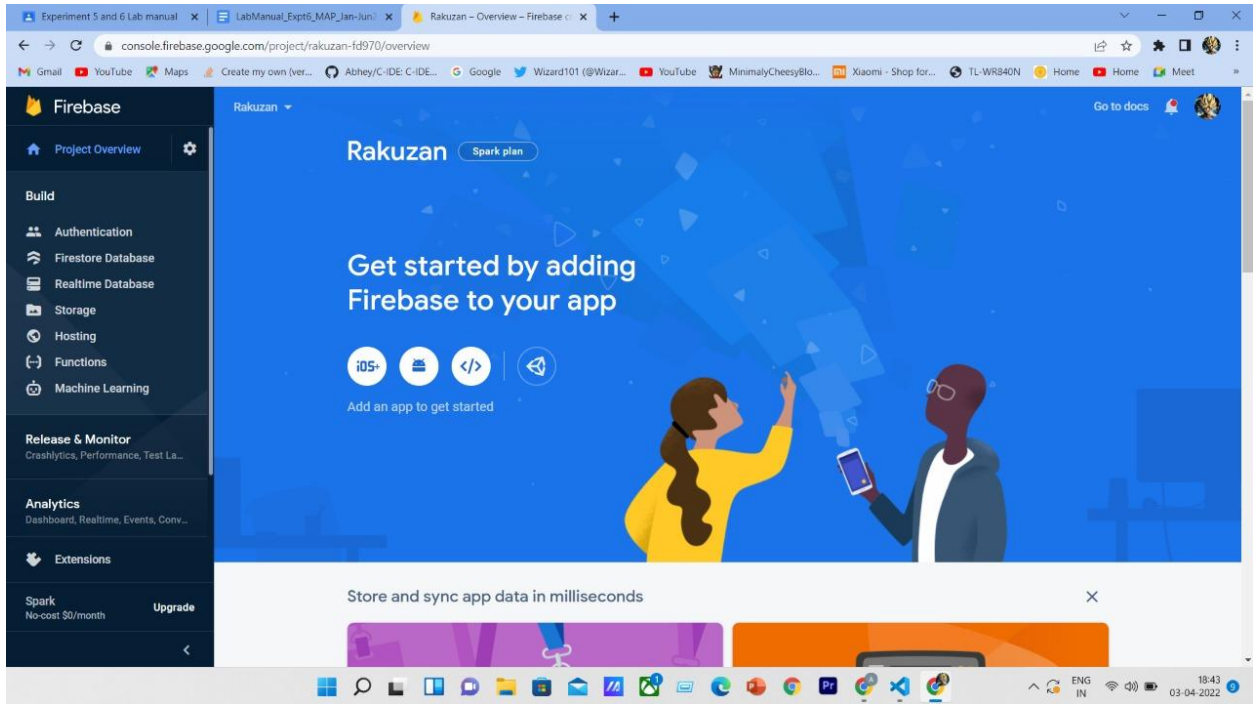 Experiment 5 and 6 Lab manual
LabManual_Expt6_MAP_Jan-Jun2
Rakuzan – Overview – Firebase co
console.firebase.google.com/project/rakuzan-fd970/overview
Gmail
YouTube
Maps
Create my own (ver...
Abhey/C-IDE: C-IDE...
Google
Wizard101 (@Wizar...
YouTube
MinimalyCheesyBlo...
Xiaomi - Shop for...
TL-WR840N
Home
Home
Meet
»
Firebase
Rakuzan
Go to docs
Project Overview
Rakuzan
Spark plan
Build
Authentication
Firestore Database
Realtime Database
Storage
Hosting
Functions
Machine Learning
Get started by adding
Firebase to your app
iOS+
</>
Add an app to get started
Release & Monitor
Crashlytics, Performance, Test La...
Analytics
Dashboard, Realtime, Events, Conv...
Extensions
Spark
No-cost $0/month
Upgrade
Store and sync app data in milliseconds
Pr
ENG
IN
18:43
03-04-2022
9